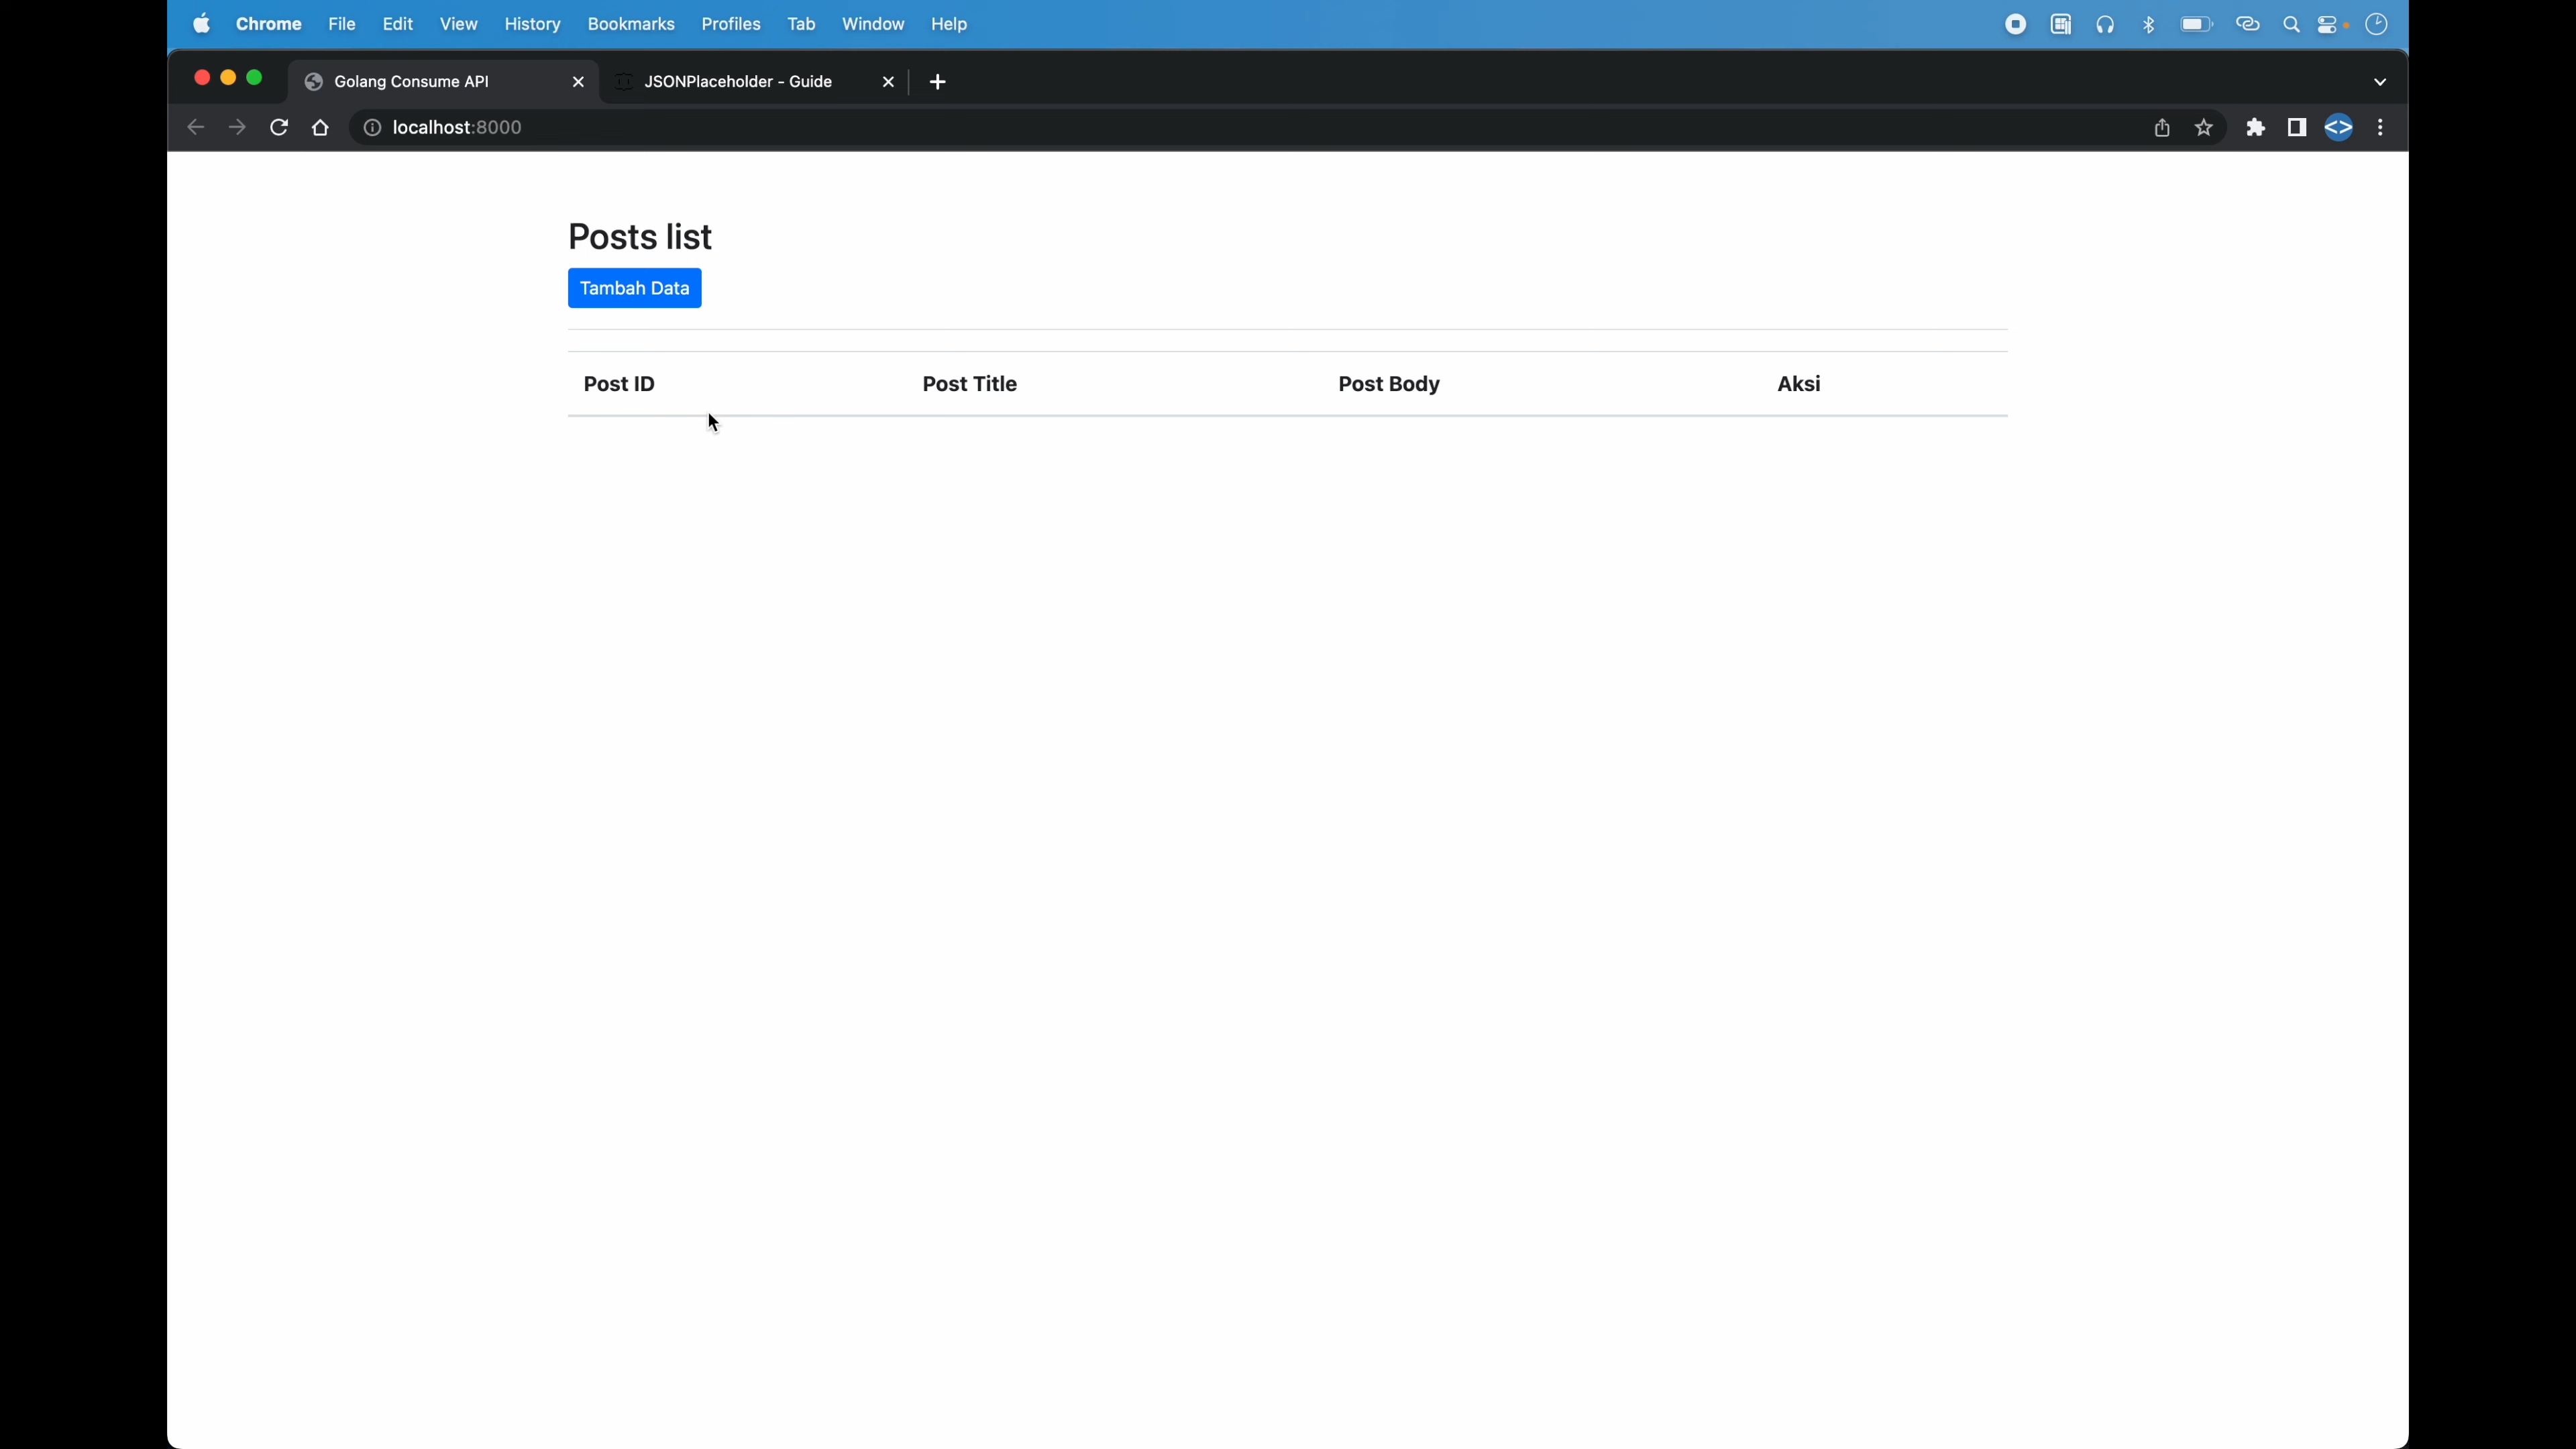 Chrome File Edit View History Bookmarks Profiles Tab Window Help
Golang Consume API JSONPlaceholder - Guide
localhost:8000
Posts list
Tambah Data
Post ID Post Title Post Body Aksi